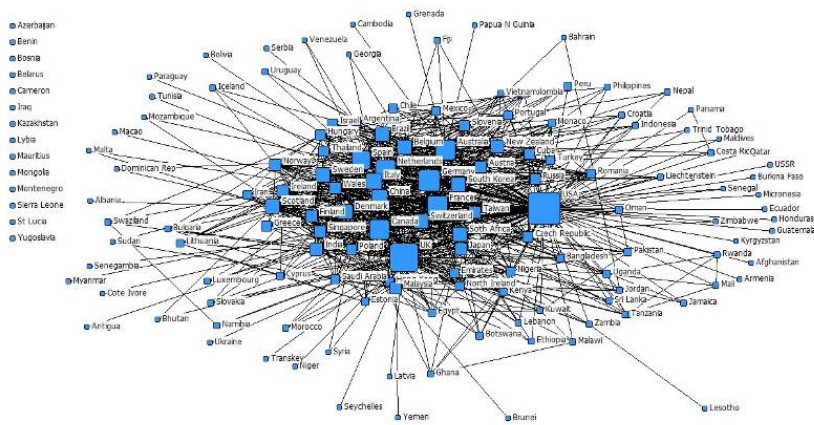 Azerbajan
Benin
Bosnia
Belarus
Cameron
Iraq
Kazakhstan
Lybia
Mauritius
Mongola
Montenegro
Sierra Leone
St Lucia
Yugoslavia
Grenada
Cambodia
Papua N Guinia
Venezuela
Fiji
Bahrain
Serbia
Georgia
Bolivia
Uruguay
Paraguay
Iceland
Tunisia
Mozambique
Macao
Malta
Dominican Rep
Albania
Swaziland
Bulgaria
Sudan
Lithuania
Senegambia
Myanmar
Cote Ivore
Antigua
Luxembourg
Slovakia
Bhutan
Namibia
Ukraine
Transkey
Niger
Morocco
Syria
Seychelles
Yemen
Latvia
Ghana
Brunei
Lesotho
Chile
Mexico
Vietnam
Portugal
Peru
Philippines
Nepal
Slovenia
Monaco
Croatia
Indonesia
Panama
Trinid Tobago
Maldives
Costa Ric
Qatar
Israel
Argentina
Hungary
Brazil
Thailand
Belgium
Australia
New Zealand
Cuba
Turkey
Romania
Norway
Spain
Netherlands
Austria
Russia
Sweden
Italy
Germany
South Korea
USA
Liechtenstein
USSR
Burkina Faso
Senegal
Micronesia
Iran
Ireland
Wales
China
France
Scotland
Denmark
Taiwan
Oman
Ecuador
Honduras
Zimbabwe
Guatemala
Finland
Canada
Switzerland
Greece
Singapore
Soth Africa
Czech Republic
Kyrgyzstan
India
Poland
UK
Japan
Bangladesh
Pakistan
Rwanda
Afghanistan
Cyprus
Saudi Arabia
Emirates
Nigeria
Uganda
Armenia
Malaysia
North Ireland
Kenya
Jordan
Mali
Estonia
Sri Lanka
Jamaica
Egypt
Kuwait
Tanzania
Lebanon
Zambia
Botswana
Ethiopia
Malawi